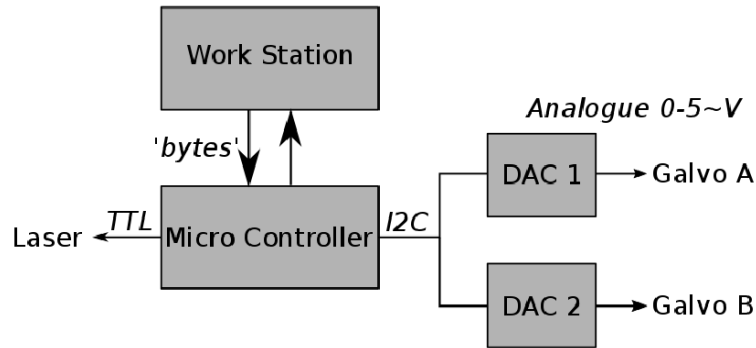 Work Station
Analogue 0-5~V
'bytes'
DAC 1
Galvo A
Laser
TTL
Micro Controller
I2C
DAC 2
Galvo B